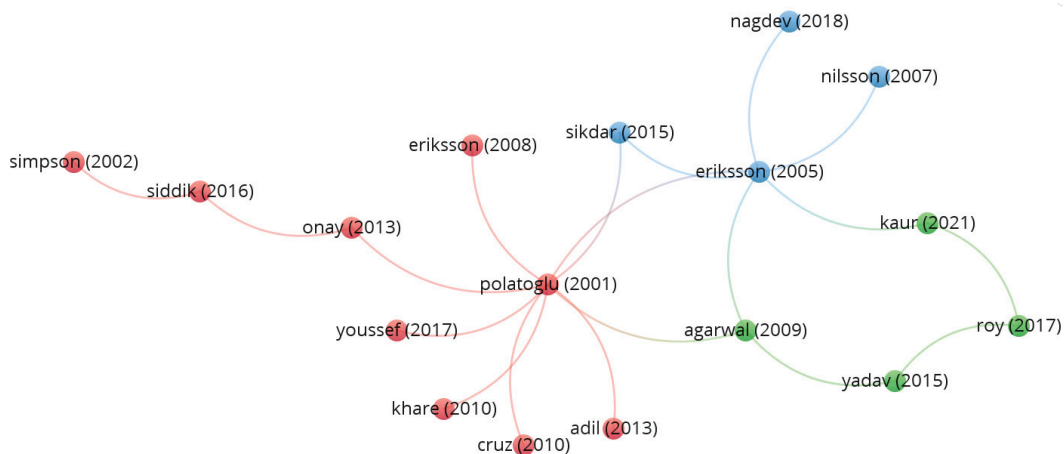 nagdev (2018)
nilsson (2007)
sikdar (2015)
eriksson (2008)
simpson (2002)
eriksson (2005)
siddik (2016)
kaur (2021)
onay (2013)
polatoglu (2001)
roy (2017)
youssef (2017)
agarwal (2009)
yadav (2015)
khare (2010)
adil (2013)
cruz (2010)